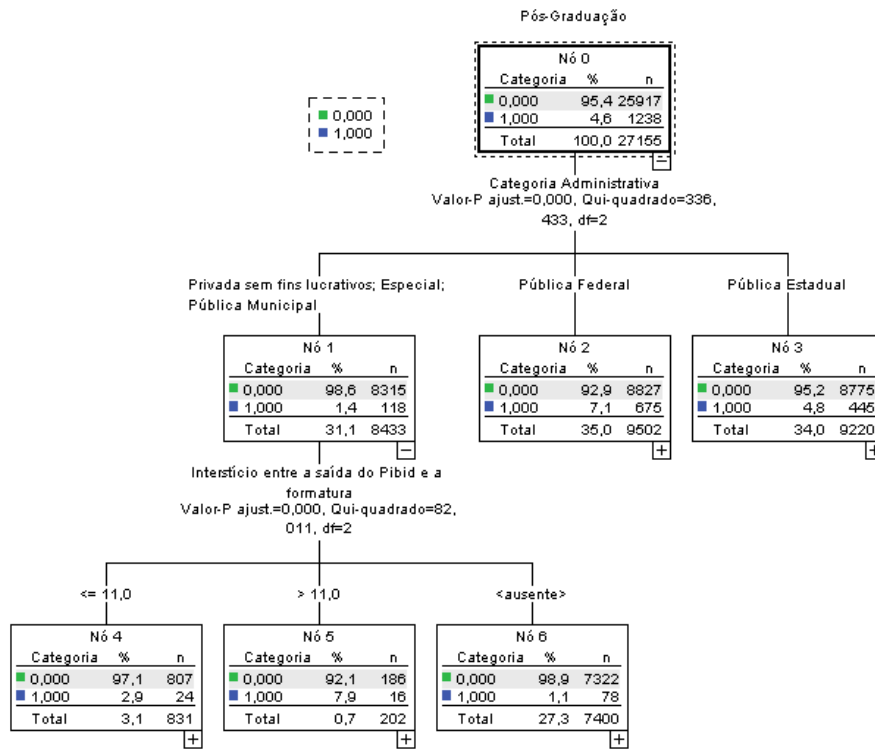 Pós-Graduação
Nó 0
Categoria % n
0,000 95,4 25917
1,000 4,6 1238
Total 100,0 27155
0,000
1,000
Categoria Administrativa
Valor-P ajust.=0,000, Qui-quadrado=336,
433, df=2
Privada sem fins lucrativos; Especial;
Pública Municipal
Pública Federal
Pública Estadual
Nó 1
Categoria % n
0,000 98,6 8315
1,000 1,4 118
Total 31,1 8433
Nó 2
Categoria % n
0,000 92,9 8827
1,000 7,1 675
Total 35,0 9502
Nó 3
Categoria % n
0,000 95,2 8775
1,000 4,8 445
Total 34,0 9220
Interstício entre a saída do Pibid e a
formatura
Valor-P ajust.=0,000, Qui-quadrado=82,
011, df=2
<= 11,0
> 11,0
<ausente>
Nó 4
Categoria % n
0,000 97,1 807
1,000 2,9 24
Total 3,1 831
Nó 5
Categoria % n
0,000 92,1 186
1,000 7,9 16
Total 0,7 202
Nó 6
Categoria % n
0,000 98,9 7322
1,000 1,1 78
Total 27,3 7400